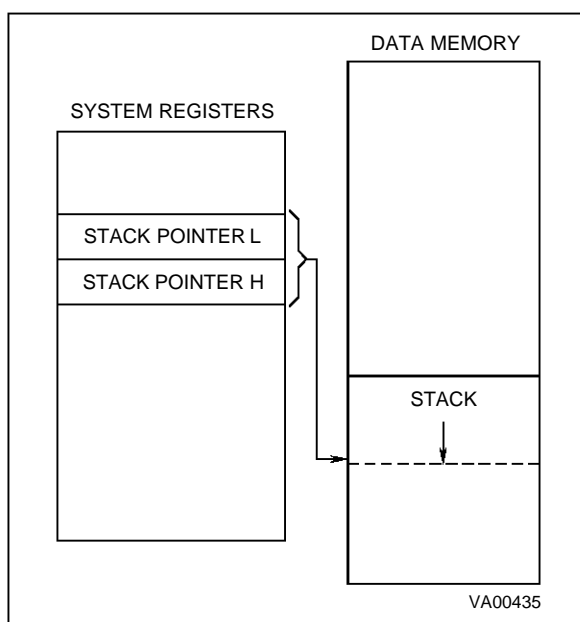 DATA MEMORY
SYSTEM REGISTERS
STACK POINTER L
STACK POINTER H
STACK
VA00435